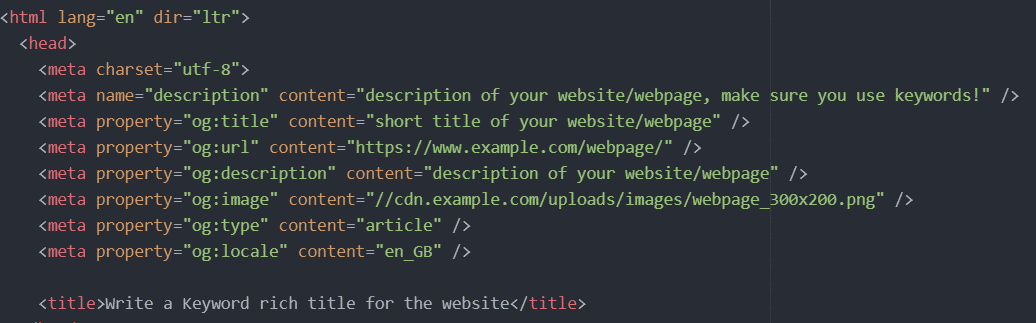 <html lang="en" dir="ltr">
<head>
<meta charset="utf-8">
<meta name="description" content="description of your website/webpage, make sure you use keywords!" />
<meta property="og:title" content="short title of your website/webpage" />
<meta property="og:url" content="https://www.example.com/webpage/" />
<meta property="og:description" content="description of your website/webpage" />
<meta property="og:image" content="//cdn.example.com/uploads/images/webpage_300x200.png" />
<meta property="og:type" content="article" />
<meta property="og:locale" content="en_GB" />
<title>Write a Keyword rich title for the website</title>